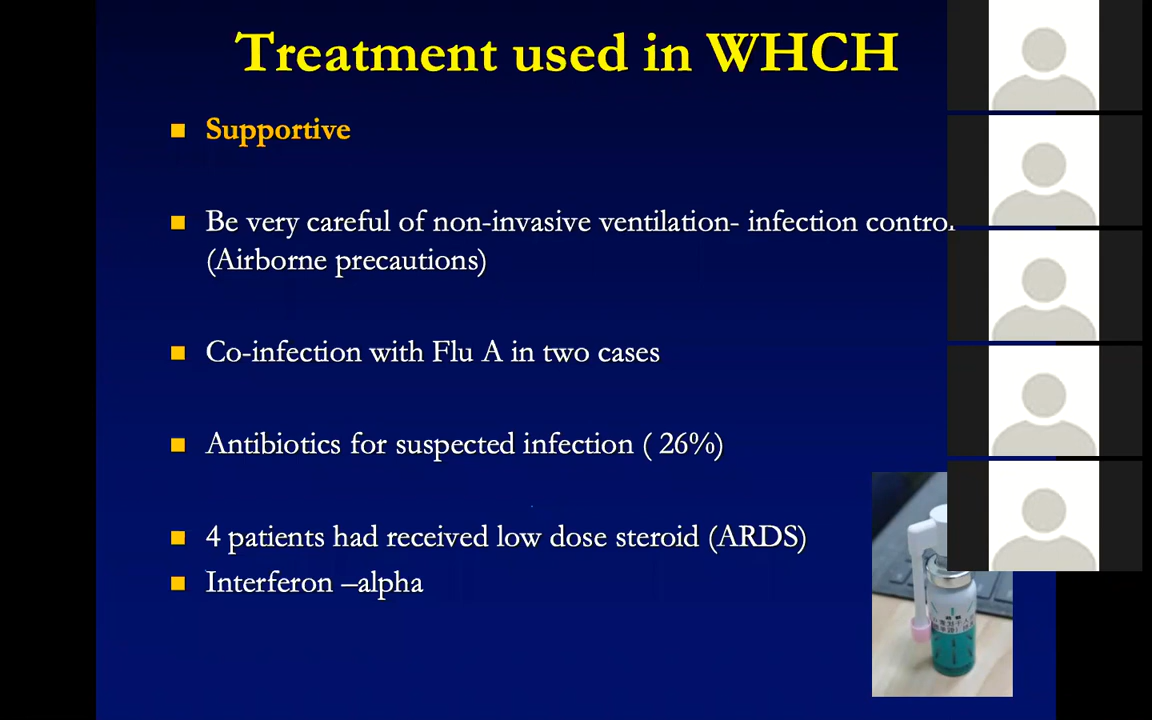 Treatment used in WHCH
■ Supportive
■ Be very careful of non-invasive ventilation- infection control
(Airborne precautions)
■ Co-infection with Flu A in two cases
■ Antibiotics for suspected infection ( 26%)
■ 4 patients had received low dose steroid (ARDS)
■ Interferon –alpha